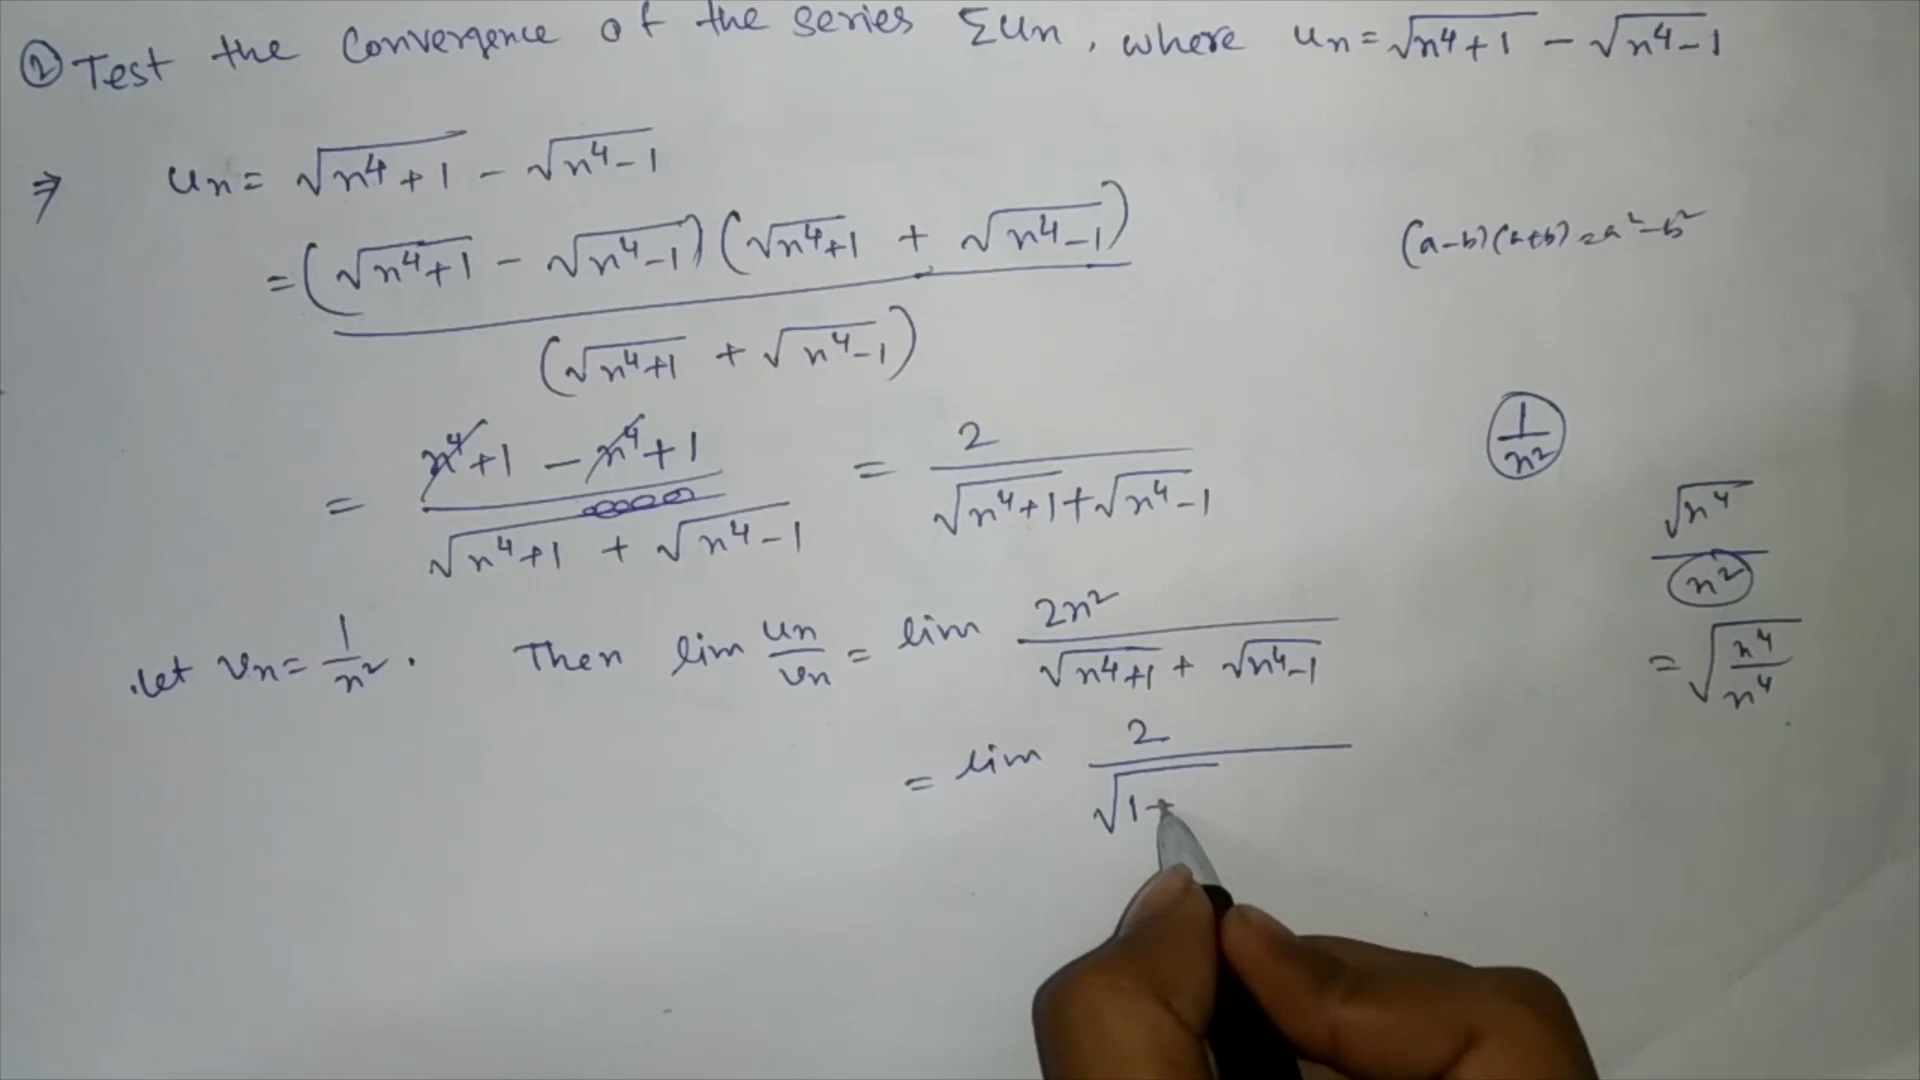 ② Test the Convergence of the series ΣUn, where un = √(n⁴+1) − √(n⁴−1)
⇒ un = √(n⁴+1) − √(n⁴−1)
= (√(n⁴+1) − √(n⁴−1)) (√(n⁴+1) + √(n⁴−1)) / (√(n⁴+1) + √(n⁴−1))
(a−b)(a+b) = a²−b²
= n⁴+1 − n⁴+1 / √(n⁴+1) + √(n⁴−1) = 2 / √(n⁴+1) + √(n⁴−1)
1/n²
√n⁴ / n²
= √(n⁴/n⁴)
Let vn = 1/n². Then lim un/vn = lim 2n² / √(n⁴+1) + √(n⁴−1)
= lim 2 / √1+